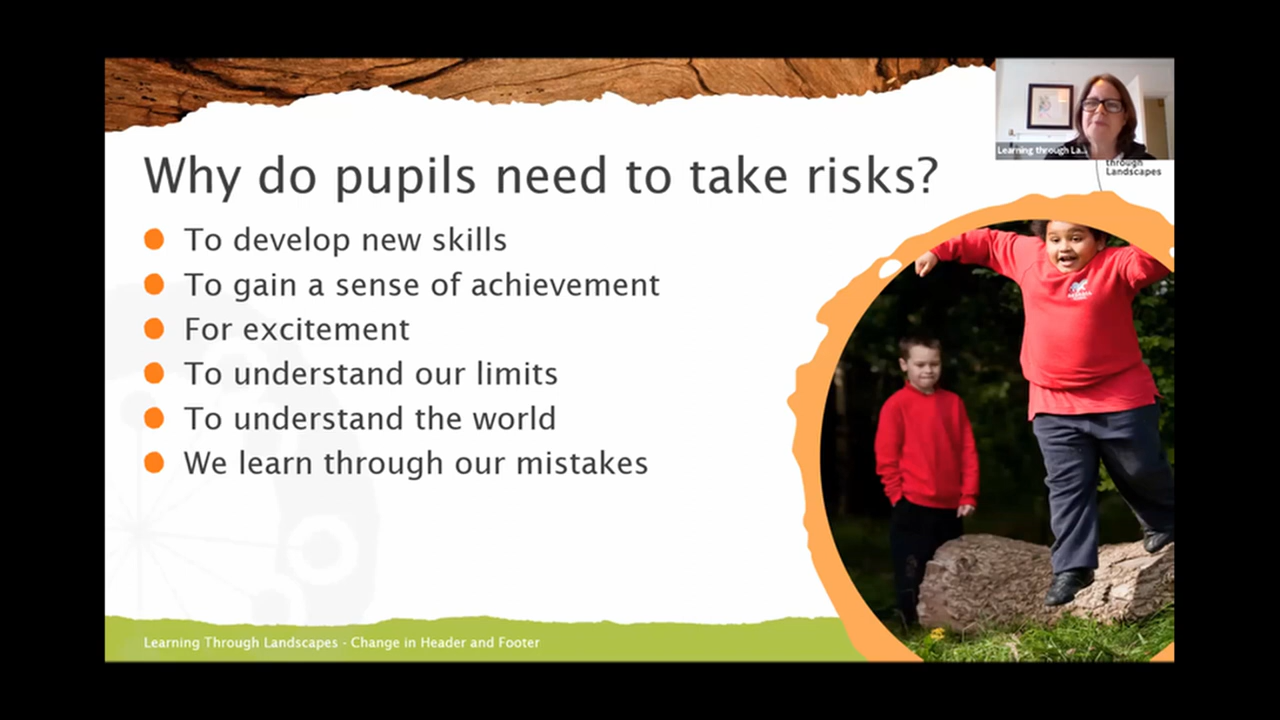 Why do pupils need to take risks?
To develop new skills
To gain a sense of achievement
For excitement
To understand our limits
To understand the world
We learn through our mistakes
Learning through La...
through
Landscapes
Learning Through Landscapes - Change in Header and Footer